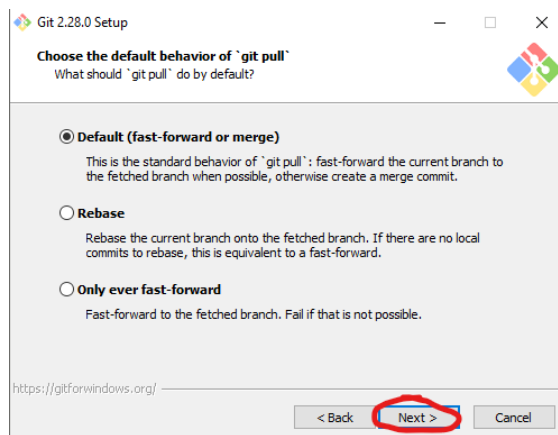 Git 2.28.0 Setup
Choose the default behavior of `git pull`
What should `git pull` do by default?
Default (fast-forward or merge)
This is the standard behavior of `git pull`: fast-forward the current branch to
the fetched branch when possible, otherwise create a merge commit.
Rebase
Rebase the current branch onto the fetched branch. If there are no local
commits to rebase, this is equivalent to a fast-forward.
Only ever fast-forward
Fast-forward to the fetched branch. Fail if that is not possible.
https://gitforwindows.org/
< Back Next > Cancel